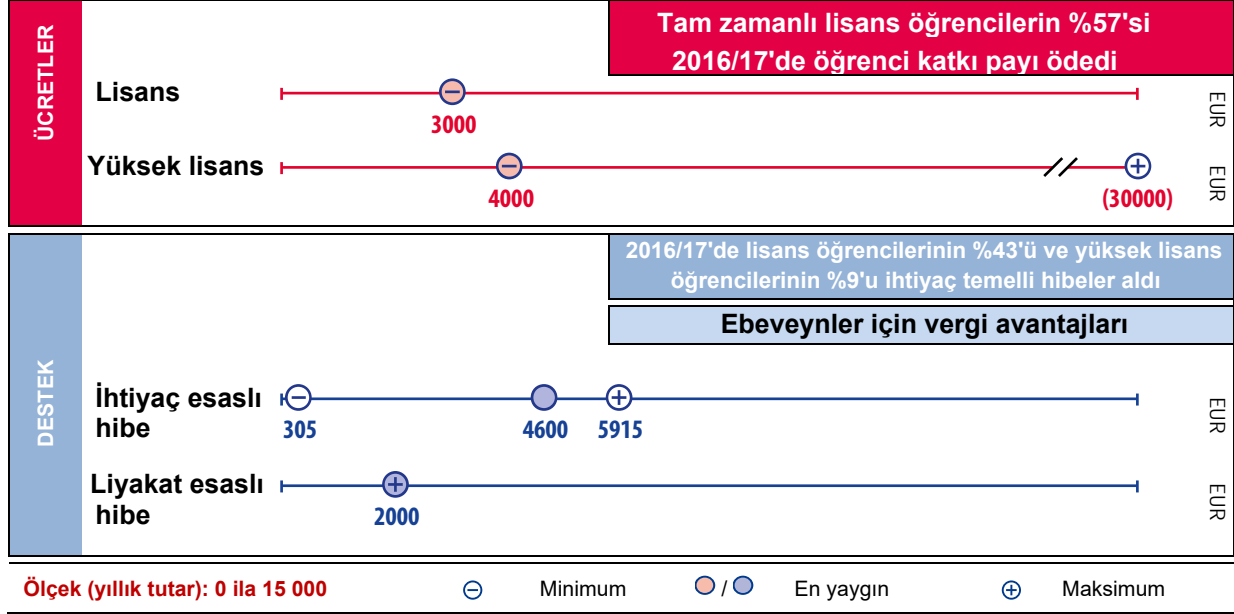 ÜCRETLER
Tam zamanlı lisans öğrencilerin %57'si
2016/17'de öğrenci katkı payı ödedi
Lisans
3000
EUR
Yüksek lisans
4000
(30000)
EUR
DESTEK
2016/17'de lisans öğrencilerinin %43'ü ve yüksek lisans
öğrencilerinin %9'u ihtiyaç temelli hibeler aldı
Ebeveynler için vergi avantajları
İhtiyaç esaslı
hibe
305
4600
5915
EUR
Liyakat esaslı
hibe
2000
EUR
Ölçek (yıllık tutar): 0 ila 15 000
Minimum
/
En yaygın
Maksimum